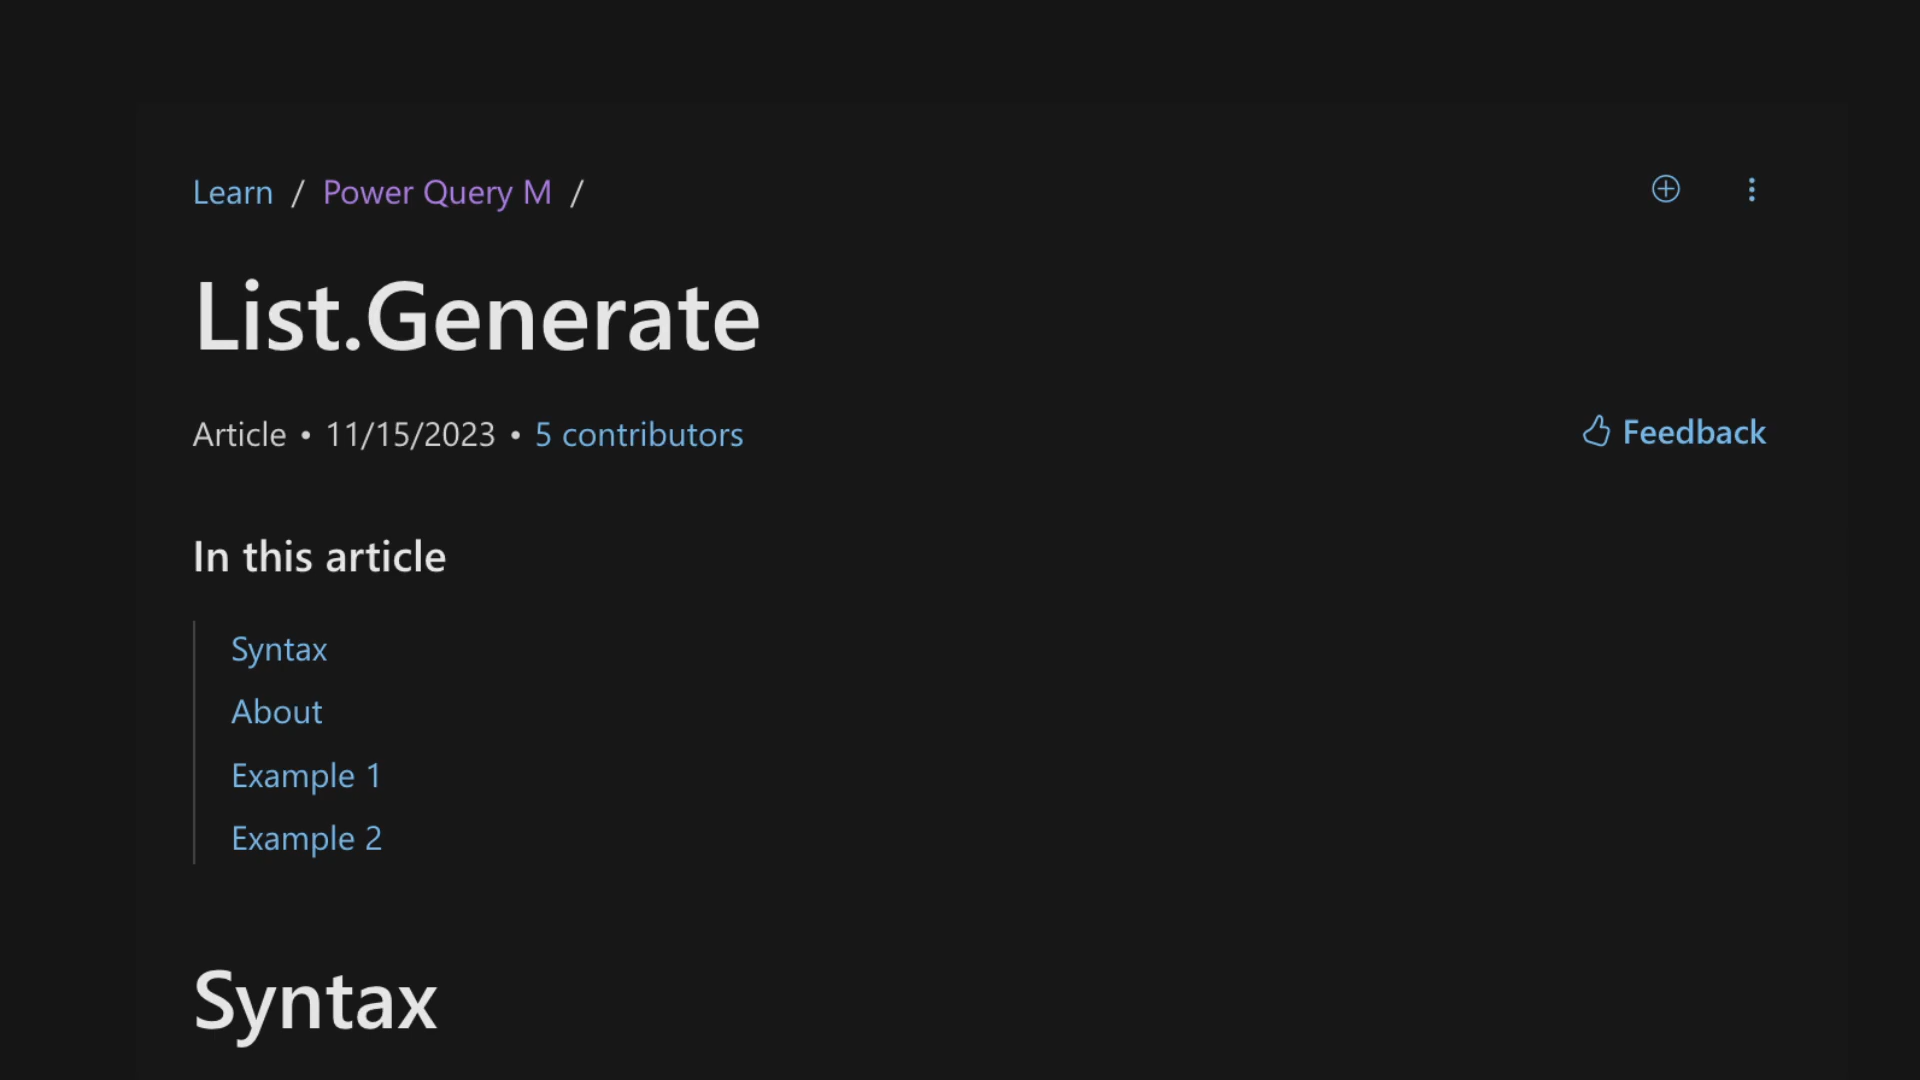 Learn / Power Query M /
List.Generate
Article • 11/15/2023 • 5 contributors
Feedback
In this article
Syntax
About
Example 1
Example 2
Syntax